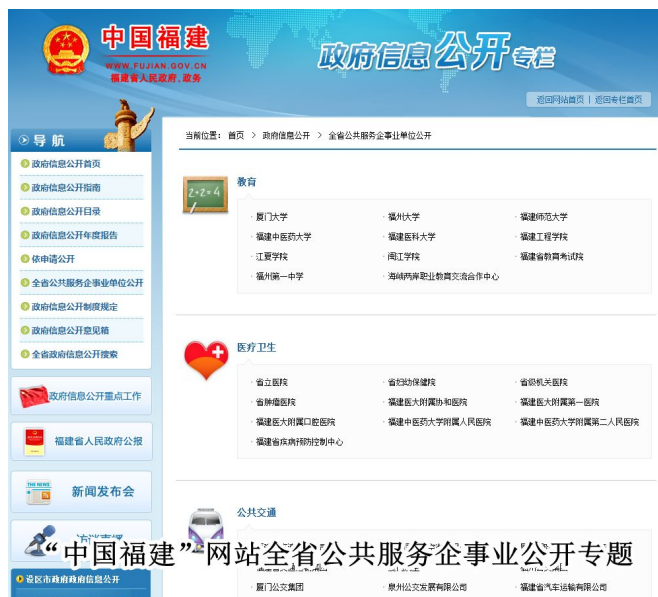 中国福建
WWW.FUJIAN.GOV.CN
福建省人民政府.政务
政府信息公开专栏
返回网站首页 | 返回专栏首页
导航
政府信息公开首页
政府信息公开指南
政府信息公开目录
政府信息公开年度报告
依申请公开
全省公共服务企事业单位公开
政府信息公开制度规定
政府信息公开意见箱
全省政府信息公开搜索
政府信息公开重点工作
福建省人民政府公报
THE NEWS
新闻发布会
设区市政府政府信息公开
当前位置: 首页 > 政府信息公开 > 全省公共服务企事业单位公开
2+2=4
教育
· 厦门大学 · 福州大学 · 福建师范大学
· 福建中医药大学 · 福建医科大学 · 福建工程学院
· 江夏学院 · 闽江学院 · 福建省教育考试院
· 福州第一中学 · 海峡两岸职业教育交流合作中心
医疗卫生
· 省立医院 · 省妇幼保健院 · 省级机关医院
· 省肿瘤医院 · 福建医大附属协和医院 · 福建医大附属第一医院
· 福建医大附属口腔医院 · 福建中医药大学附属人民医院 · 福建中医药大学附属第二人民医院
· 福建省疾病预防控制中心
公共交通
· 厦门公交集团 · 泉州公交发展有限公司 · 福建省汽车运输有限公司
“中国福建”网站全省公共服务企事业公开专题